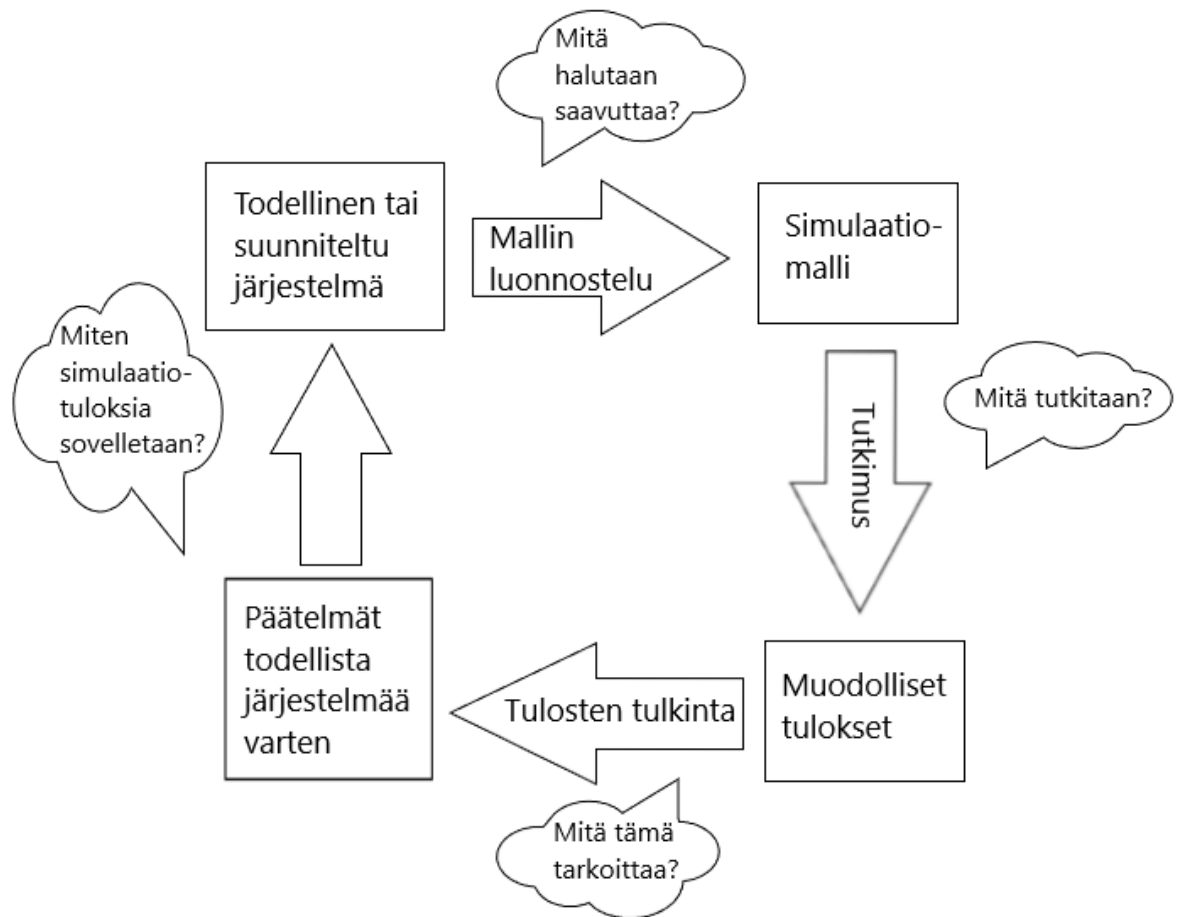 Mitä
halutaan
saavuttaa?
Todellinen tai
suunniteltu
järjestelmä
Mallin
luonnostelu
Simulaatio-
malli
Miten
simulaatio-
tuloksia
sovelletaan?
Mitä tutkitaan?
Tutkimus
Päätelmät
todellista
järjestelmää
varten
Tulosten tulkinta
Muodolliset
tulokset
Mitä tämä
tarkoittaa?